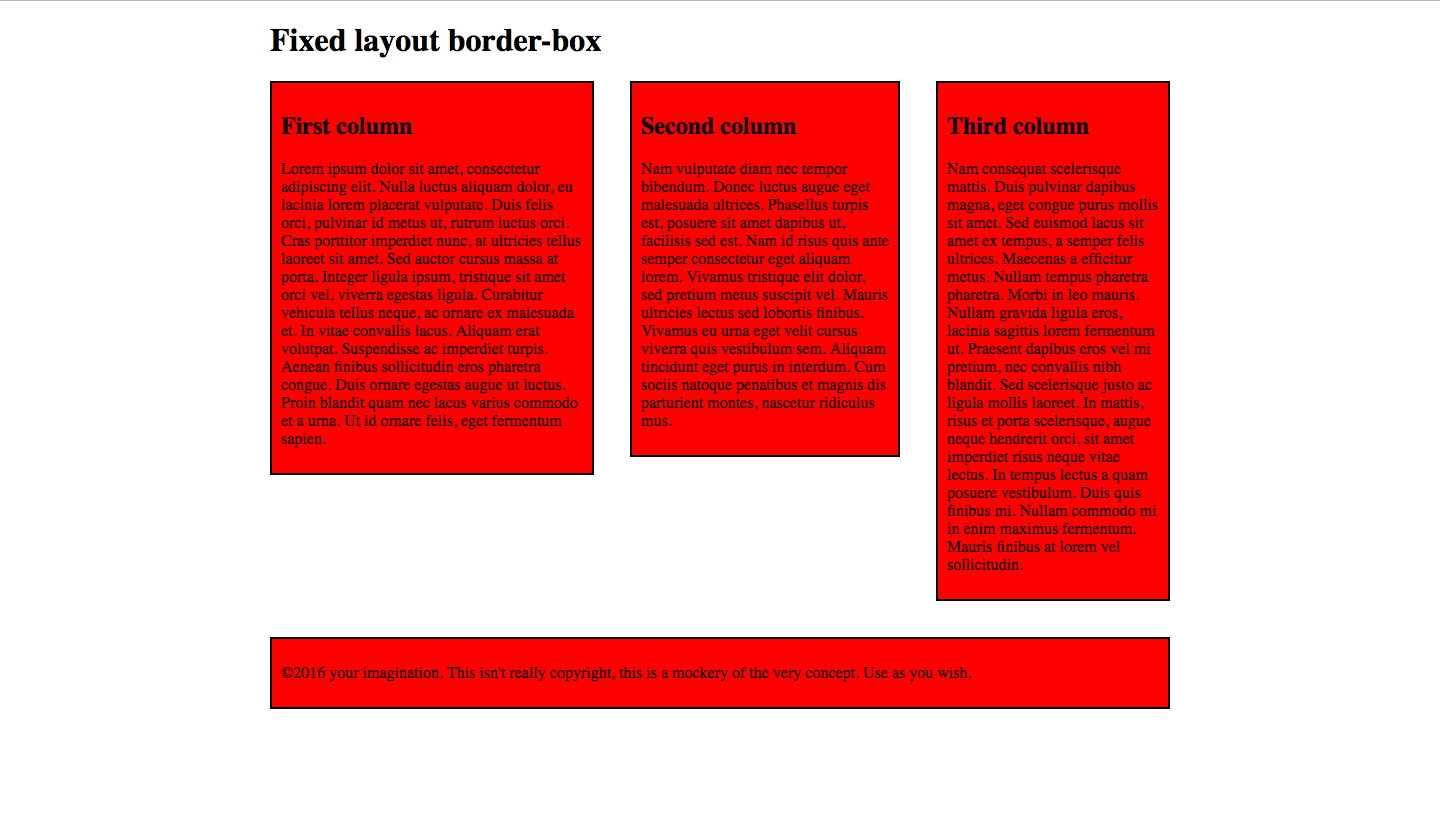 Fixed layout border-box
First column
Lorem ipsum dolor sit amet, consectetur
adipiscing elit. Nulla luctus aliquam dolor, eu
lacinia lorem placerat vulputate. Duis felis
orci, pulvinar id metus ut, rutrum luctus orci.
Cras porttitor imperdiet nunc, at ultricies tellus
laoreet sit amet. Sed auctor cursus massa at
porta. Integer ligula ipsum, tristique sit amet
orci vel, viverra egestas ligula. Curabitur
vehicula tellus neque, ac ornare ex malesuada
et. In vitae convallis lacus. Aliquam erat
volutpat. Suspendisse ac imperdiet turpis.
Aenean finibus sollicitudin eros pharetra
congue. Duis ornare egestas augue ut luctus.
Proin blandit quam nec lacus varius commodo
et a urna. Ut id ornare felis, eget fermentum
sapien.
Second column
Nam vulputate diam nec tempor
bibendum. Donec luctus augue eget
malesuada ultrices. Phasellus turpis
est, posuere sit amet dapibus ut,
facilisis sed est. Nam id risus quis ante
semper consectetur eget aliquam
lorem. Vivamus tristique elit dolor,
sed pretium metus suscipit vel. Mauris
ultricies lectus sed lobortis finibus.
Vivamus eu urna eget velit cursus
viverra quis vestibulum sem. Aliquam
tincidunt eget purus in interdum. Cum
sociis natoque penatibus et magnis dis
parturient montes, nascetur ridiculus
mus.
Third column
Nam consequat scelerisque
mattis. Duis pulvinar dapibus
magna, eget congue purus mollis
sit amet. Sed euismod lacus sit
amet ex tempus, a semper felis
ultrices. Maecenas a efficitur
metus. Nullam tempus pharetra
pharetra. Morbi in leo mauris.
Nullam gravida ligula eros,
lacinia sagittis lorem fermentum
ut. Praesent dapibus eros vel mi
pretium, nec convallis nibh
blandit. Sed scelerisque justo ac
ligula mollis laoreet. In mattis,
risus et porta scelerisque, augue
neque hendrerit orci, sit amet
imperdiet risus neque vitae
lectus. In tempus lectus a quam
posuere vestibulum. Duis quis
finibus mi. Nullam commodo mi
in enim maximus fermentum.
Mauris finibus at lorem vel
sollicitudin.
©2016 your imagination. This isn't really copyright, this is a mockery of the very concept. Use as you wish.